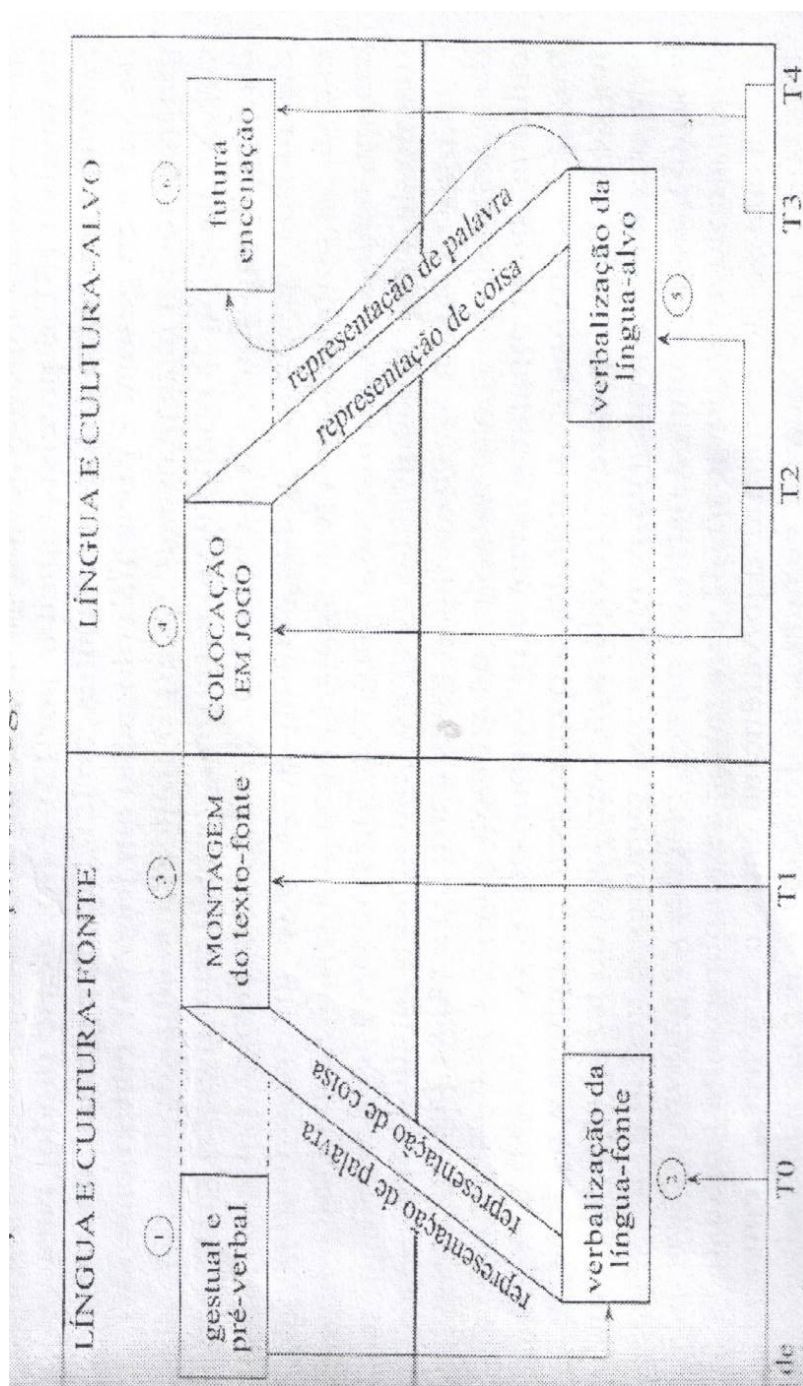 LÍNGUA E CULTURA-FONTE
LÍNGUA E CULTURA-ALVO
1
3
4
6
gestual e
pré-verbal
MONTAGEM
do texto-fonte
COLOCAÇÃO
EM JOGO
futura
encenação
representação de palavra
representação de coisa
representação de palavra
representação de coisa
verbalização da
língua-fonte
verbalização da
língua-alvo
2
5
de
T0
T1
T2
T3
T4